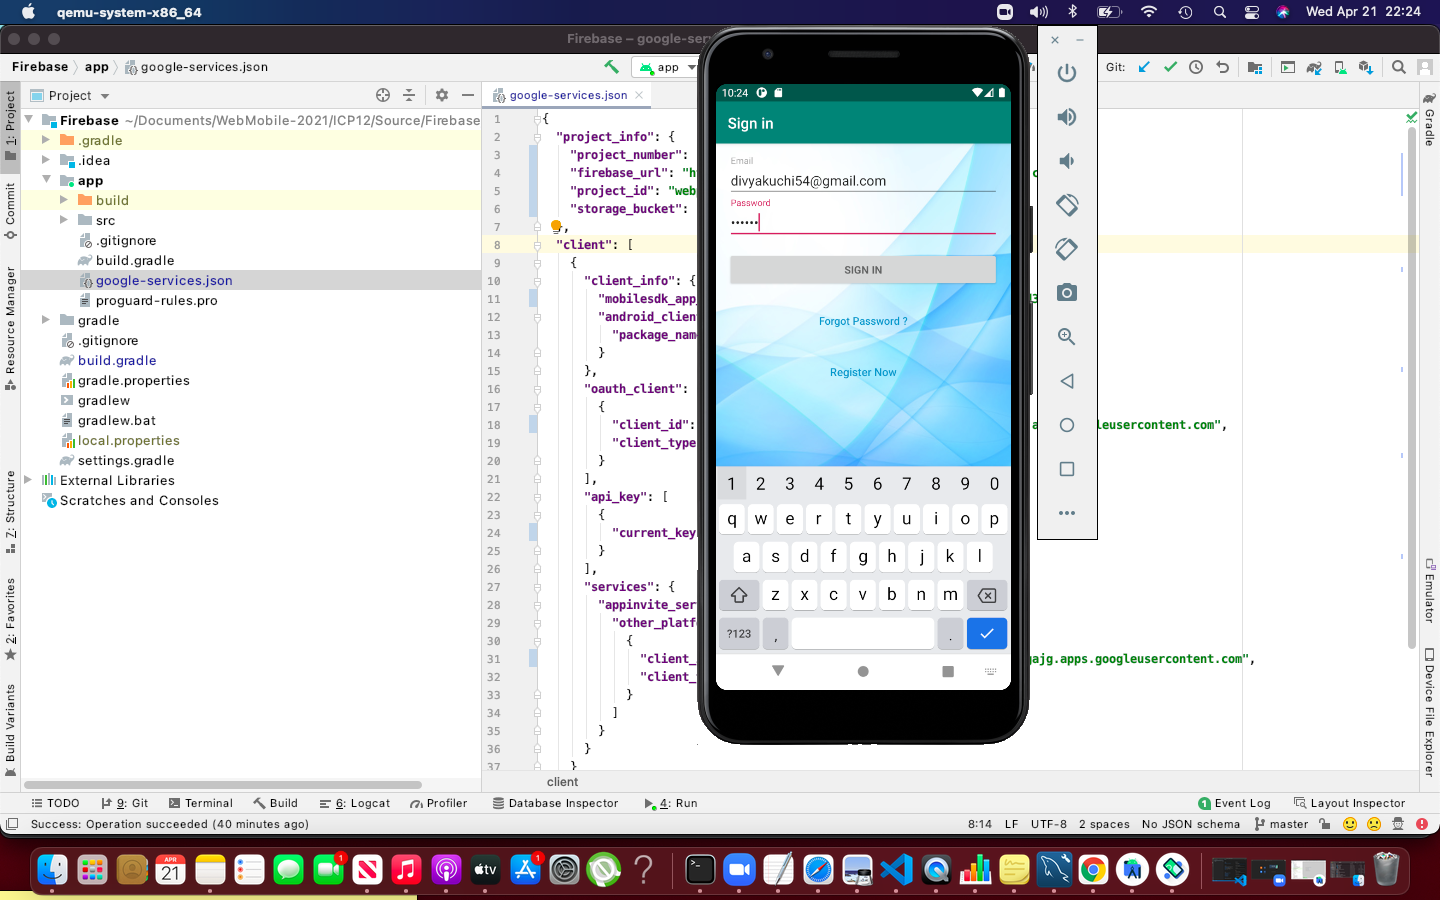 qemu-system-x86_64
Wed Apr 21 22:24
Firebase – google-ser
Firebase app google-services.json
app
Git:
Project
google-services.json
1: Project
Commit
Resource Manager
Z: Structure
2: Favorites
Build Variants
Firebase ~/Documents/WebMobile-2021/ICP12/Source/Firebase
.gradle
.idea
app
build
src
.gitignore
build.gradle
google-services.json
proguard-rules.pro
gradle
.gitignore
build.gradle
gradle.properties
gradlew
gradlew.bat
local.properties
settings.gradle
External Libraries
Scratches and Consoles
1 {
2 "project_info": {
3 "project_number":
4 "firebase_url": "h
5 "project_id": "web
6 "storage_bucket":
7 },
8 "client": [
9 {
10 "client_info": {
11 "mobilesdk_app_
12 "android_client
13 "package_name
14 }
15 },
16 "oauth_client":
17 {
18 "client_id": leusercontent.com",
19 "client_type
20 }
21 ],
22 "api_key": [
23 {
24 "current_key
25 }
26 ],
27 "services": {
28 "appinvite_ser
29 "other_platf
30 {
31 "client_ ajg.apps.googleusercontent.com",
32 "client_
33 }
34 ]
35 }
36 }
37 }
client
10:24
Sign in
Email
divyakuchi54@gmail.com
Password
••••••
SIGN IN
Forgot Password ?
Register Now
1 2 3 4 5 6 7 8 9 0
q w e r t y u i o p
a s d f g h j k l
z x c v b n m
?123 , .
Gradle
Emulator
Device File Explorer
TODO 9: Git Terminal Build 6: Logcat Profiler Database Inspector 4: Run 1 Event Log Layout Inspector
Success: Operation succeeded (40 minutes ago) 8:14 LF UTF-8 2 spaces No JSON schema master
APR
21
1
tv
1